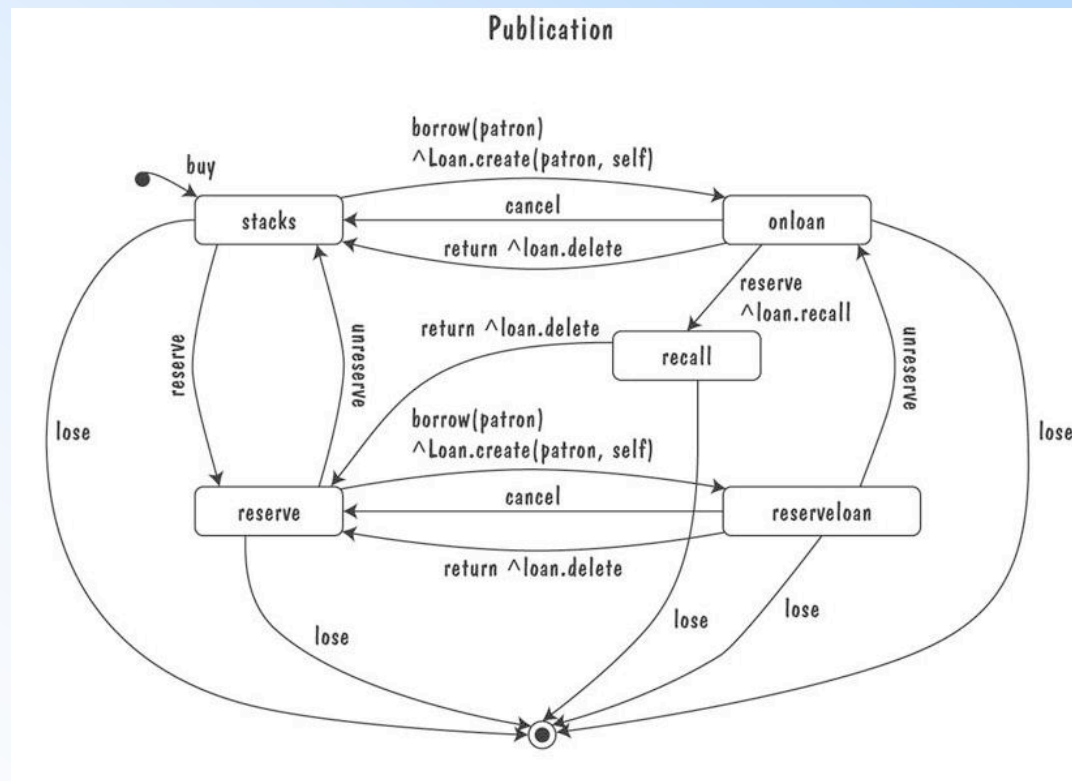 Publication
borrow(patron)
^Loan.create(patron, self)
buy
stacks
cancel
onloan
return ^loan.delete
reserve
^loan.recall
return ^loan.delete
recall
reserve
unreserve
unreserve
borrow(patron)
^Loan.create(patron, self)
lose
lose
cancel
reserve
reserveloan
return ^loan.delete
lose
lose
lose